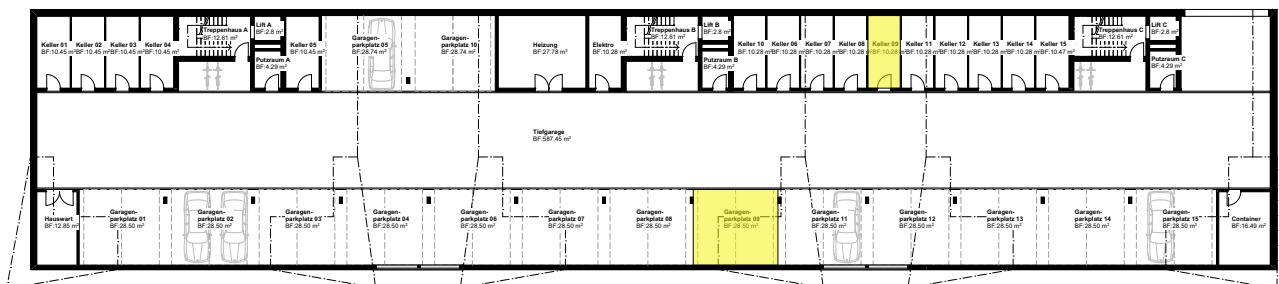 Keller 01
BF:10.45 m²
Keller 02
BF:10.45 m²
Keller 03
BF:10.45 m²
Keller 04
BF:10.45 m²
Treppenhaus A
BF:12.61 m²
Lift A
BF:2.8 m²
Putzraum A
BF:4.29 m²
Keller 05
BF:10.45 m²
Garagen-
parkplatz 05
BF:28.74 m²
Garagen-
parkplatz 10
BF:28.74 m²
Heizung
BF:27.78 m²
Elektro
BF:10.28 m²
Treppenhaus B
BF:12.61 m²
Lift B
BF:2.8 m²
Putzraum B
BF:4.29 m²
Keller 10
BF:10.28 m²
Keller 06
BF:10.28 m²
Keller 07
BF:10.28 m²
Keller 08
BF:10.28 m²
Keller 09
BF:10.28 m²
Keller 11
BF:10.28 m²
Keller 12
BF:10.28 m²
Keller 13
BF:10.28 m²
Keller 14
BF:10.28 m²
Keller 15
BF:10.47 m²
Treppenhaus C
BF:12.61 m²
Lift C
BF:2.8 m²
Putzraum C
BF:4.29 m²
Tiefgarage
BF:587.45 m²
Hauswart
BF:12.85 m²
Garagen-
parkplatz 01
BF:28.50 m²
Garagen-
parkplatz 02
BF:28.50 m²
Garagen-
parkplatz 03
BF:28.50 m²
Garagen-
parkplatz 04
BF:28.50 m²
Garagen-
parkplatz 06
BF:28.50 m²
Garagen-
parkplatz 07
BF:28.50 m²
Garagen-
parkplatz 08
BF:28.50 m²
Garagen-
parkplatz 09
BF:28.50 m²
Garagen-
parkplatz 11
BF:28.50 m²
Garagen-
parkplatz 12
BF:28.50 m²
Garagen-
parkplatz 13
BF:28.50 m²
Garagen-
parkplatz 14
BF:28.50 m²
Garagen-
parkplatz 15
BF:28.50 m²
Container
BF:16.49 m²